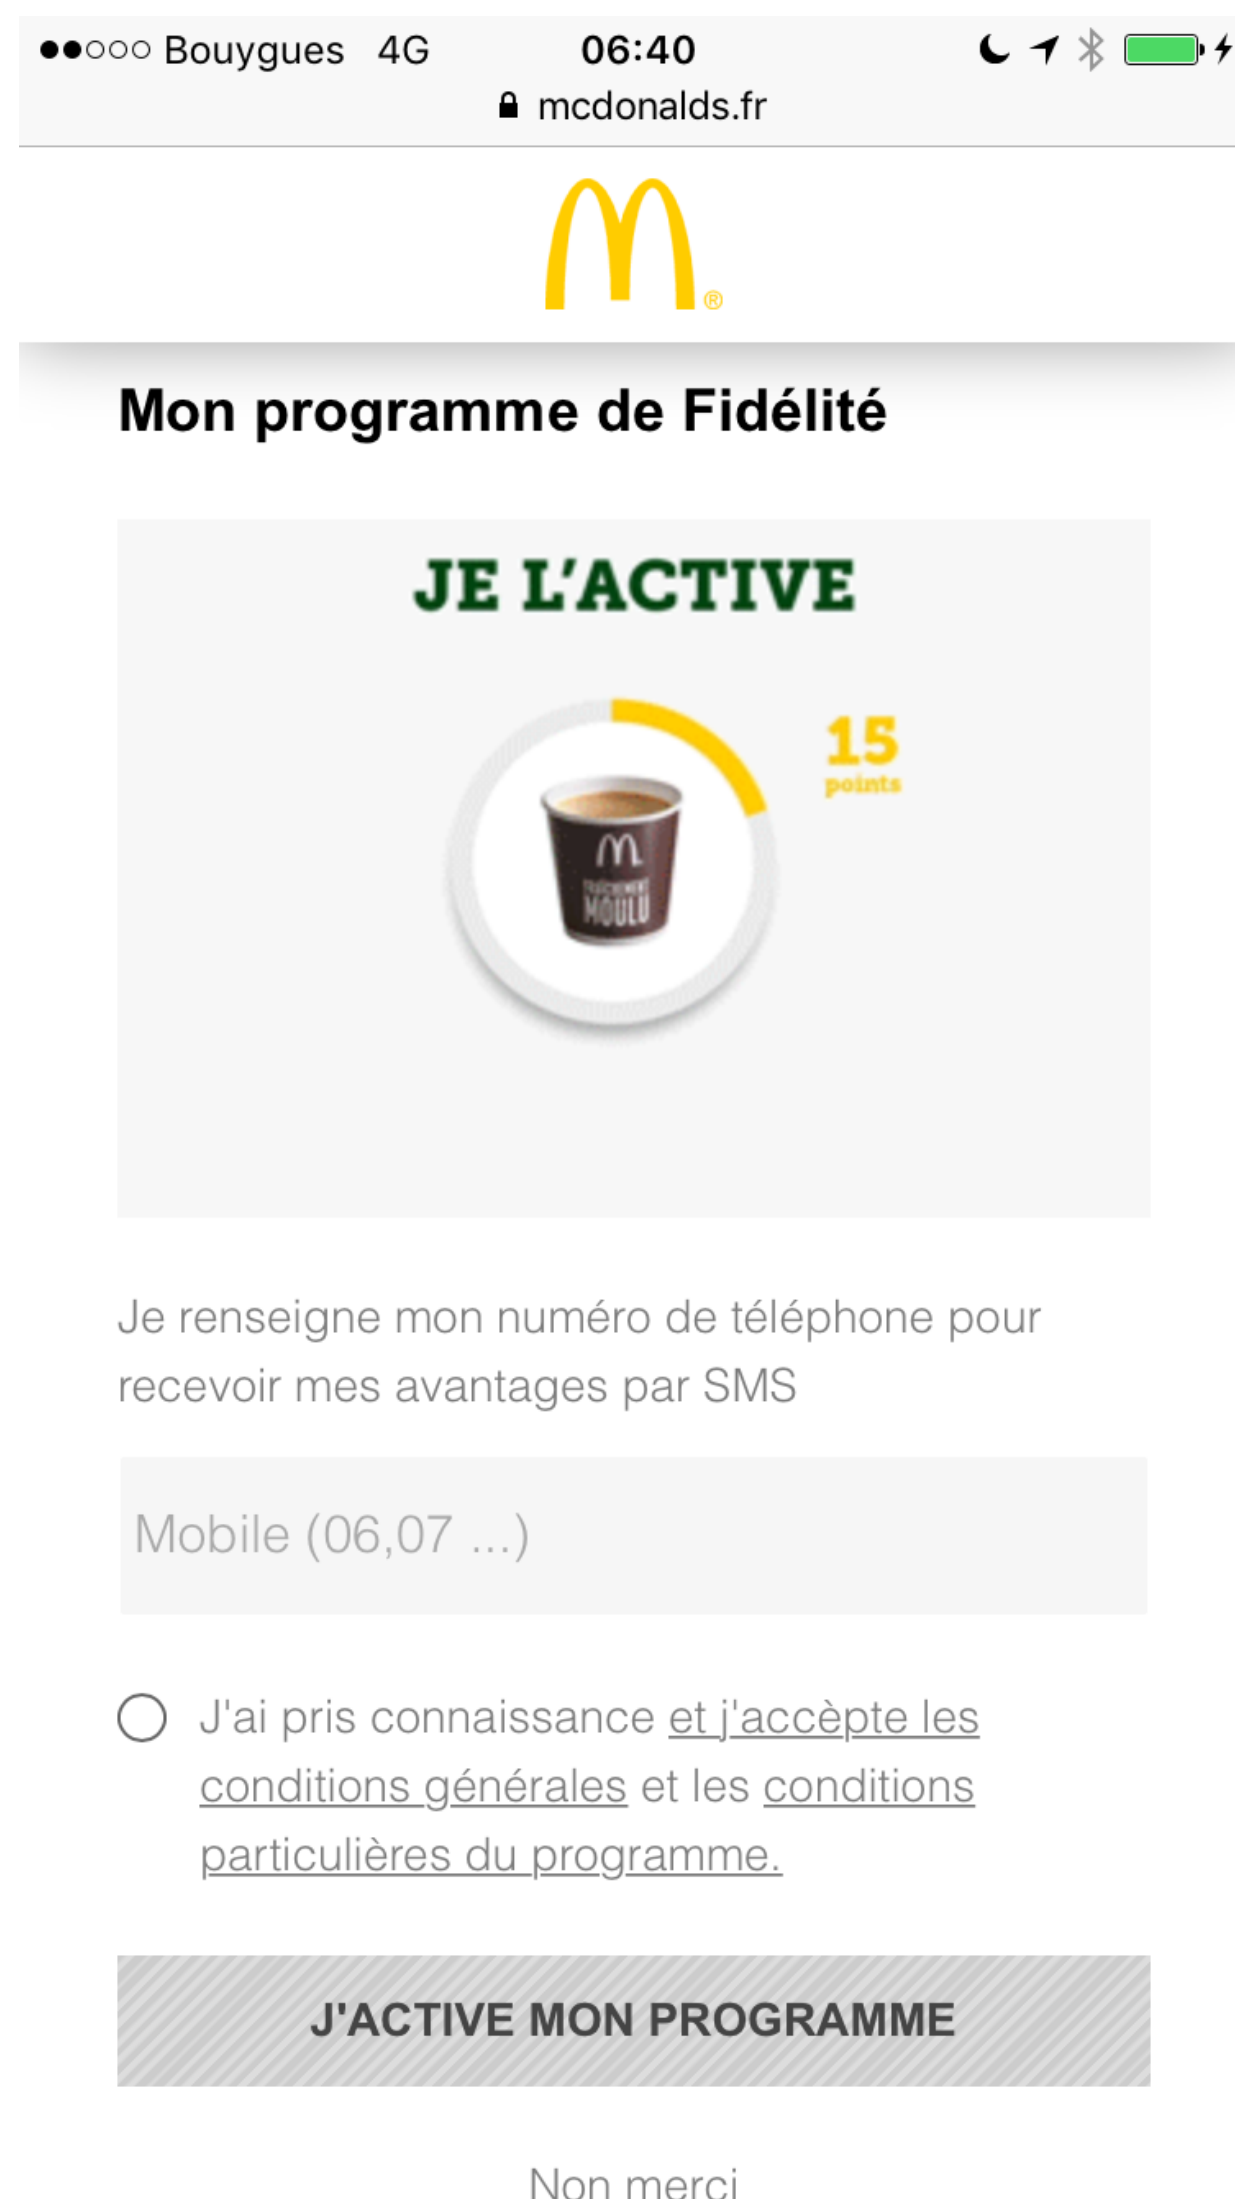 Bouygues 4G 06:40
mcdonalds.fr
®
Mon programme de Fidélité
JE L'ACTIVE
15
points
FRAÎCHEMENT
MOULU
Je renseigne mon numéro de téléphone pour
recevoir mes avantages par SMS
Mobile (06,07 ...)
J'ai pris connaissance et j'accèpte les
conditions générales et les conditions
particulières du programme.
J'ACTIVE MON PROGRAMME
Non merci